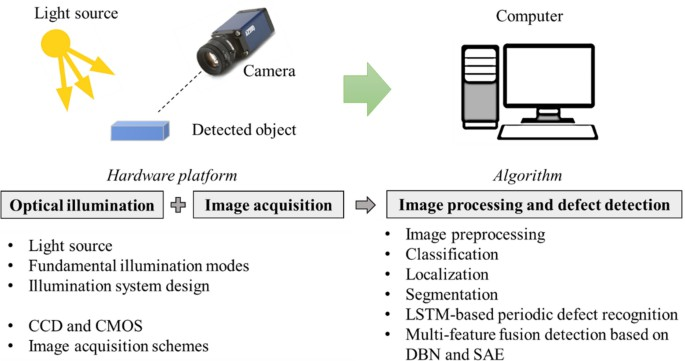 Light source
Camera
Detected object
Computer
Hardware platform
Algorithm
Optical illumination
Image acquisition
Image processing and defect detection
• Light source
• Fundamental illumination modes
• Illumination system design
• CCD and CMOS
• Image acquisition schemes
• Image preprocessing
• Classification
• Localization
• Segmentation
• LSTM-based periodic defect recognition
• Multi-feature fusion detection based on
DBN and SAE